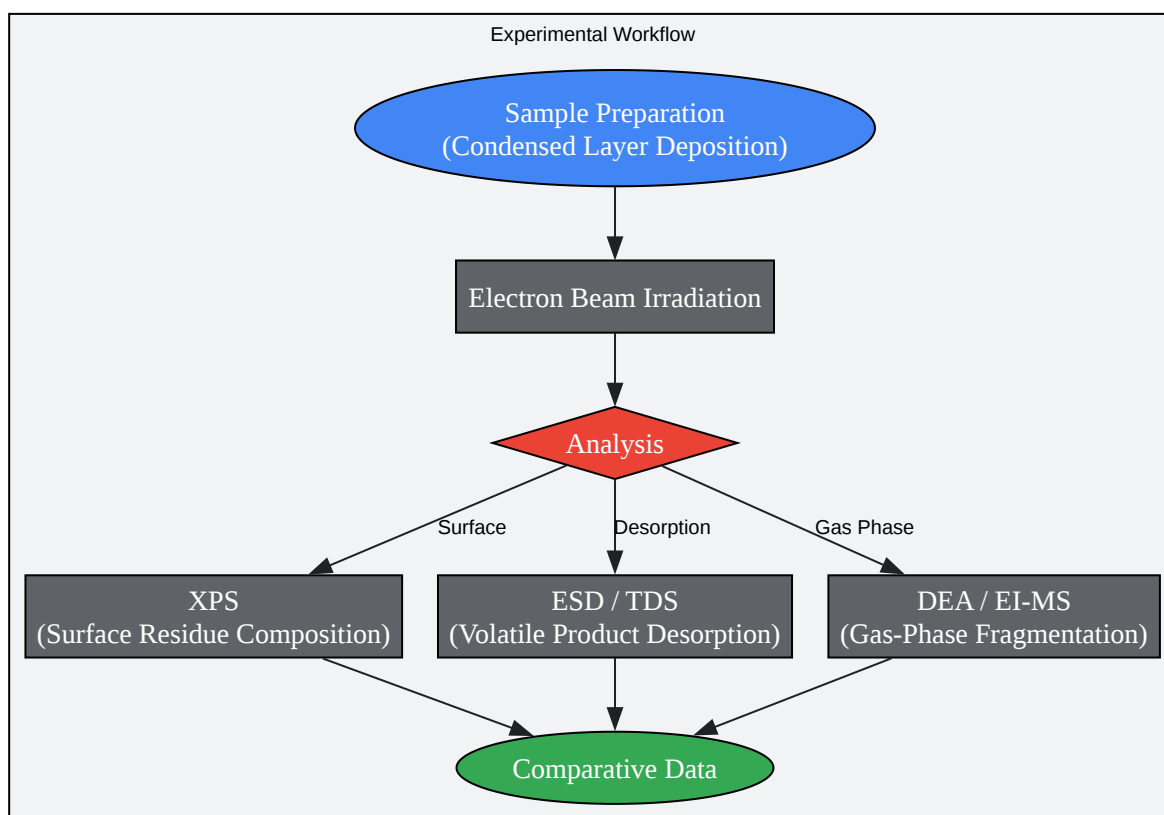 Experimental Workflow
Sample Preparation
(Condensed Layer Deposition)
Electron Beam Irradiation
Analysis
Surface
Desorption
Gas Phase
XPS
(Surface Residue Composition)
ESD / TDS
(Volatile Product Desorption)
DEA / EI-MS
(Gas-Phase Fragmentation)
Comparative Data